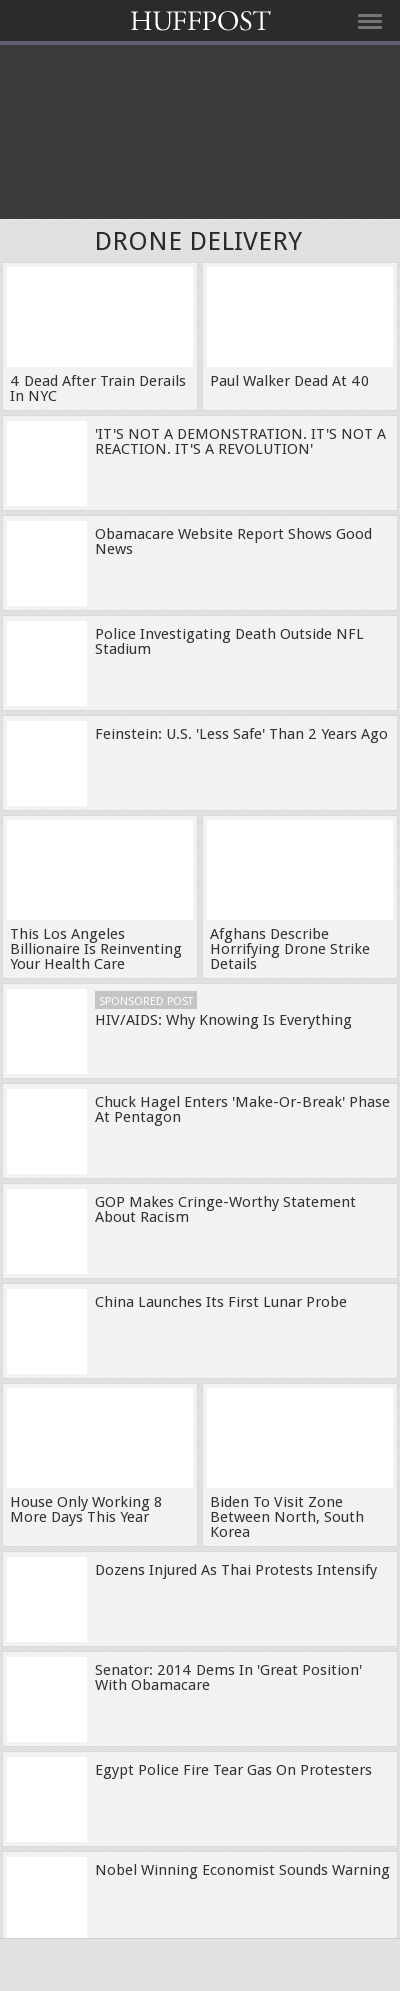 HUFFPOST
DRONE DELIVERY
4 Dead After Train Derails
In NYC
Paul Walker Dead At 40
'IT'S NOT A DEMONSTRATION. IT'S NOT A
REACTION. IT'S A REVOLUTION'
Obamacare Website Report Shows Good
News
Police Investigating Death Outside NFL
Stadium
Feinstein: U.S. 'Less Safe' Than 2 Years Ago
This Los Angeles
Billionaire Is Reinventing
Your Health Care
Afghans Describe
Horrifying Drone Strike
Details
SPONSORED POST
HIV/AIDS: Why Knowing Is Everything
Chuck Hagel Enters 'Make-Or-Break' Phase
At Pentagon
GOP Makes Cringe-Worthy Statement
About Racism
China Launches Its First Lunar Probe
House Only Working 8
More Days This Year
Biden To Visit Zone
Between North, South
Korea
Dozens Injured As Thai Protests Intensify
Senator: 2014 Dems In 'Great Position'
With Obamacare
Egypt Police Fire Tear Gas On Protesters
Nobel Winning Economist Sounds Warning